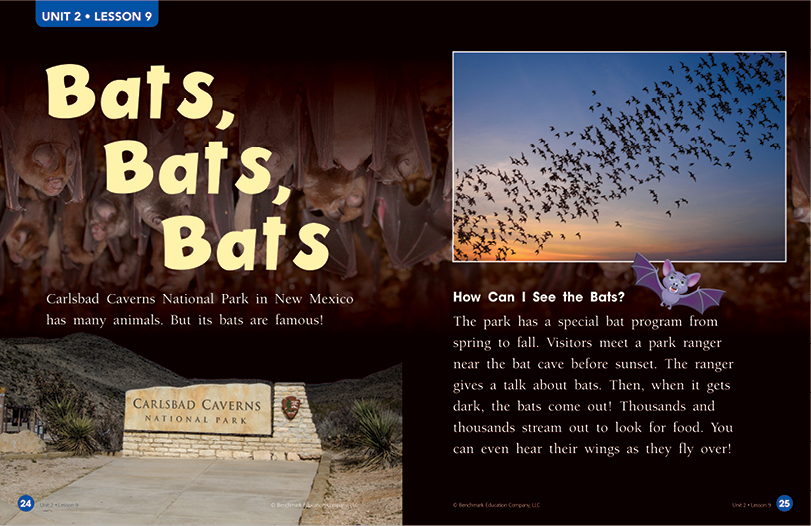 UNIT 2 • LESSON 9
Bats,
Bats,
Bats
Carlsbad Caverns National Park in New Mexico
has many animals. But its bats are famous!
CARLSBAD CAVERNS
NATIONAL PARK
24
Unit 2 • Lesson 9
© Benchmark Education Company, LLC
How Can I See the Bats?
The park has a special bat program from
spring to fall. Visitors meet a park ranger
near the bat cave before sunset. The ranger
gives a talk about bats. Then, when it gets
dark, the bats come out! Thousands and
thousands stream out to look for food. You
can even hear their wings as they fly over!
© Benchmark Education Company, LLC
Unit 2 • Lesson 9
25